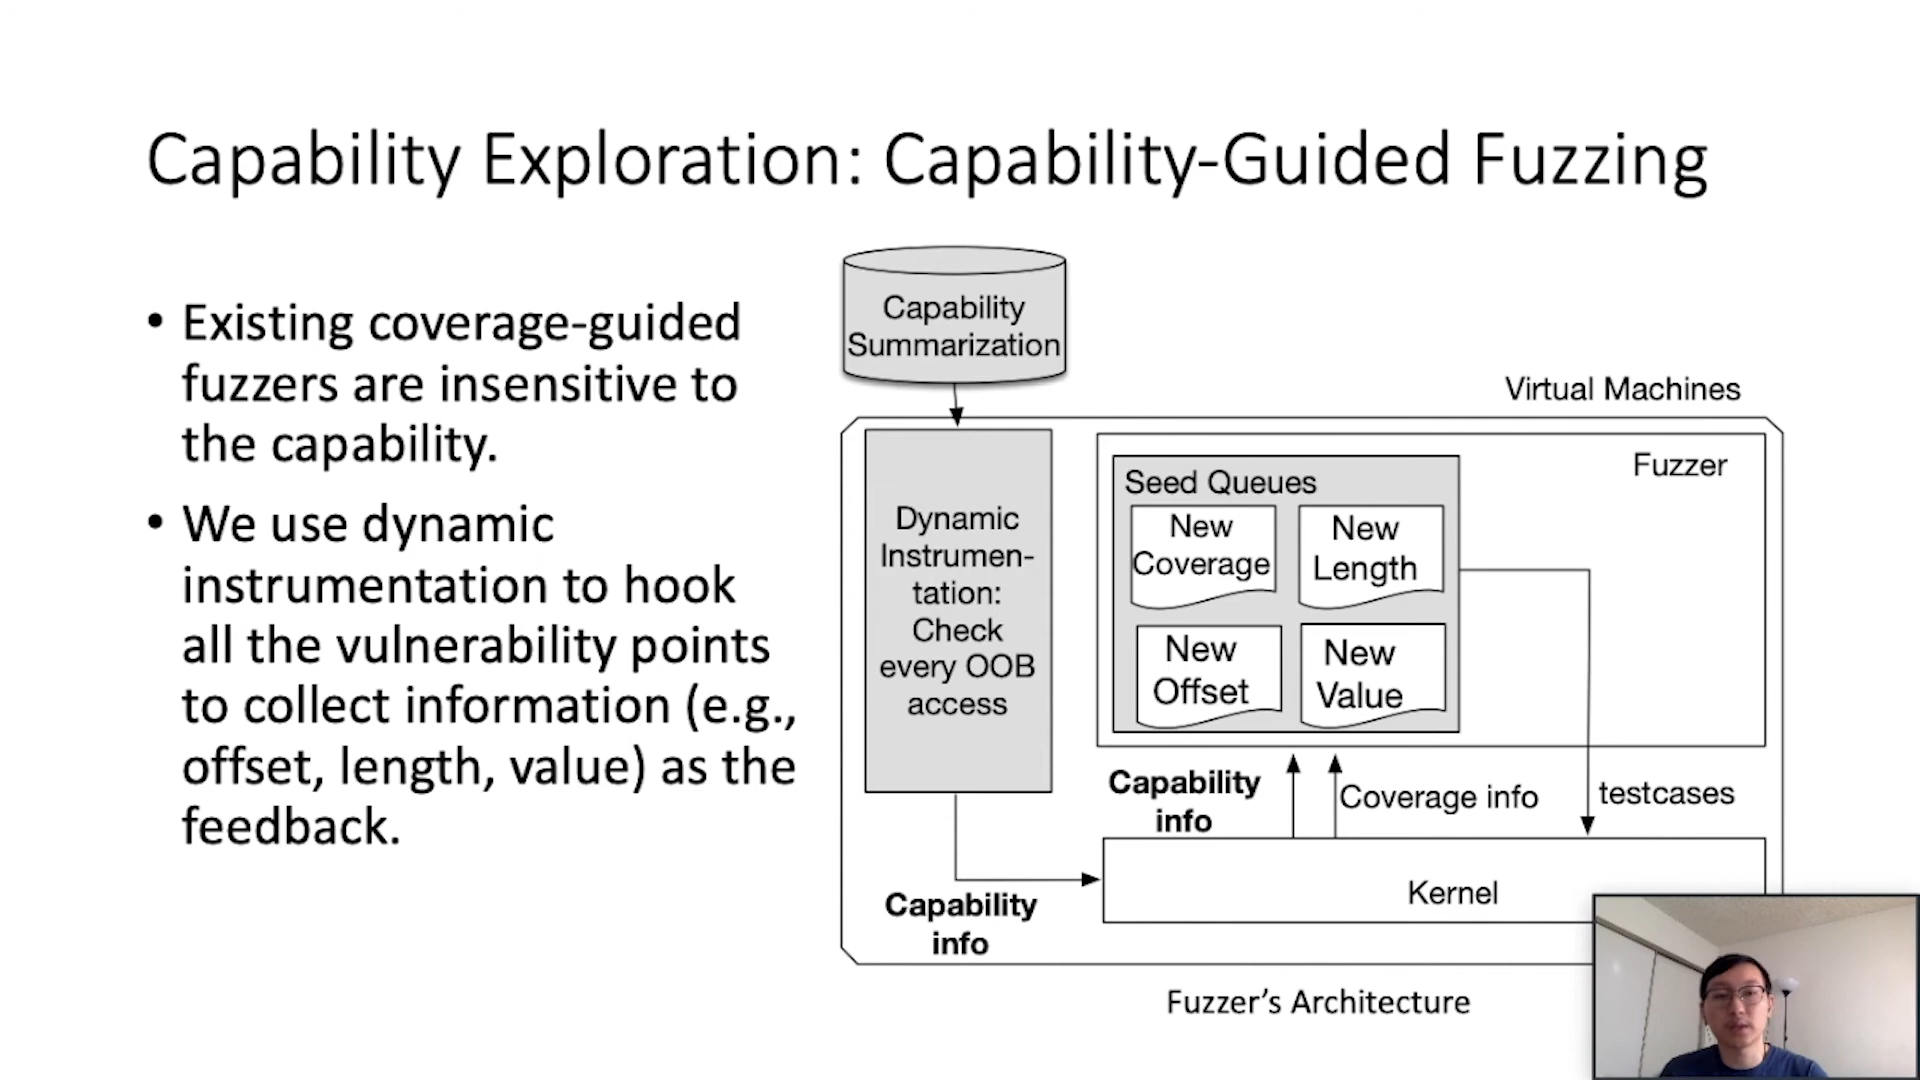 Capability Exploration: Capability-Guided Fuzzing
• Existing coverage-guided
fuzzers are insensitive to
the capability.
• We use dynamic
instrumentation to hook
all the vulnerability points
to collect information (e.g.,
offset, length, value) as the
feedback.
Capability
Summarization
Virtual Machines
Dynamic
Instrumen-
tation:
Check
every OOB
access
Fuzzer
Seed Queues
New
Coverage
New
Length
New
Offset
New
Value
Capability
info
Coverage info
testcases
Kernel
Capability
info
Fuzzer’s Architecture